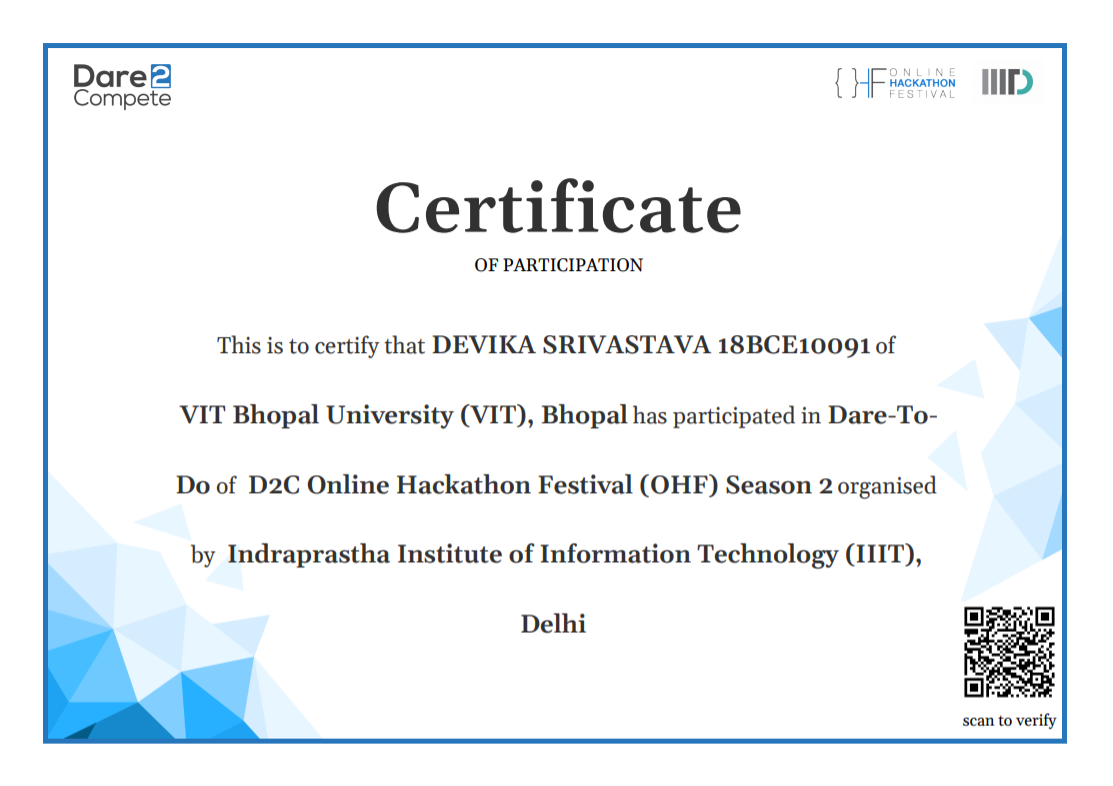 Dare2
Compete
{ }HF ONLINE
HACKATHON
FESTIVAL
IIITD
Certificate
OF PARTICIPATION
This is to certify that DEVIKA SRIVASTAVA 18BCE10091 of
VIT Bhopal University (VIT), Bhopal has participated in Dare-To-
Do of D2C Online Hackathon Festival (OHF) Season 2 organised
by Indraprastha Institute of Information Technology (IIIT),
Delhi
scan to verify